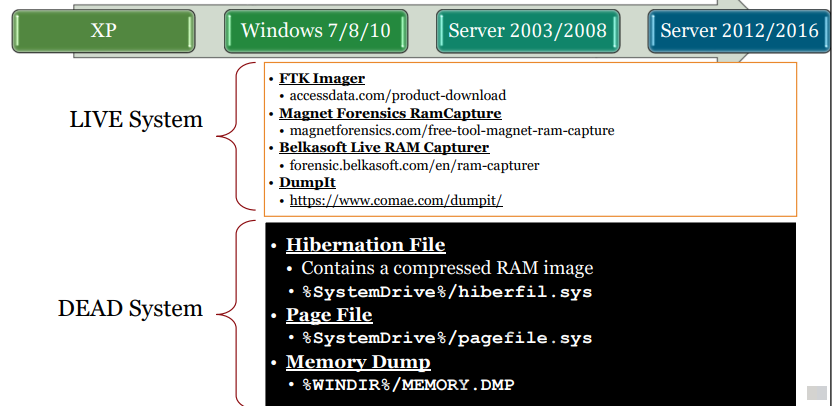 XP
Windows 7/8/10
Server 2003/2008
Server 2012/2016
LIVE System
• FTK Imager
• accessdata.com/product-download
• Magnet Forensics RamCapture
• magnetforensics.com/free-tool-magnet-ram-capture
• Belkasoft Live RAM Capturer
• forensic.belkasoft.com/en/ram-capturer
• DumpIt
• https://www.comae.com/dumpit/
DEAD System
• Hibernation File
• Contains a compressed RAM image
• %SystemDrive%/hiberfil.sys
• Page File
• %SystemDrive%/pagefile.sys
• Memory Dump
• %WINDIR%/MEMORY.DMP